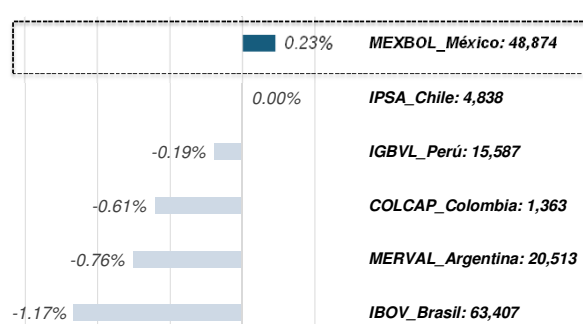 0.23% MEXBOL_México: 48,874
0.00% IPSA_Chile: 4,838
-0.19% IGBVL_Perú: 15,587
-0.61% COLCAP_Colombia: 1,363
-0.76% MERVAL_Argentina: 20,513
-1.17% IBOV_Brasil: 63,407